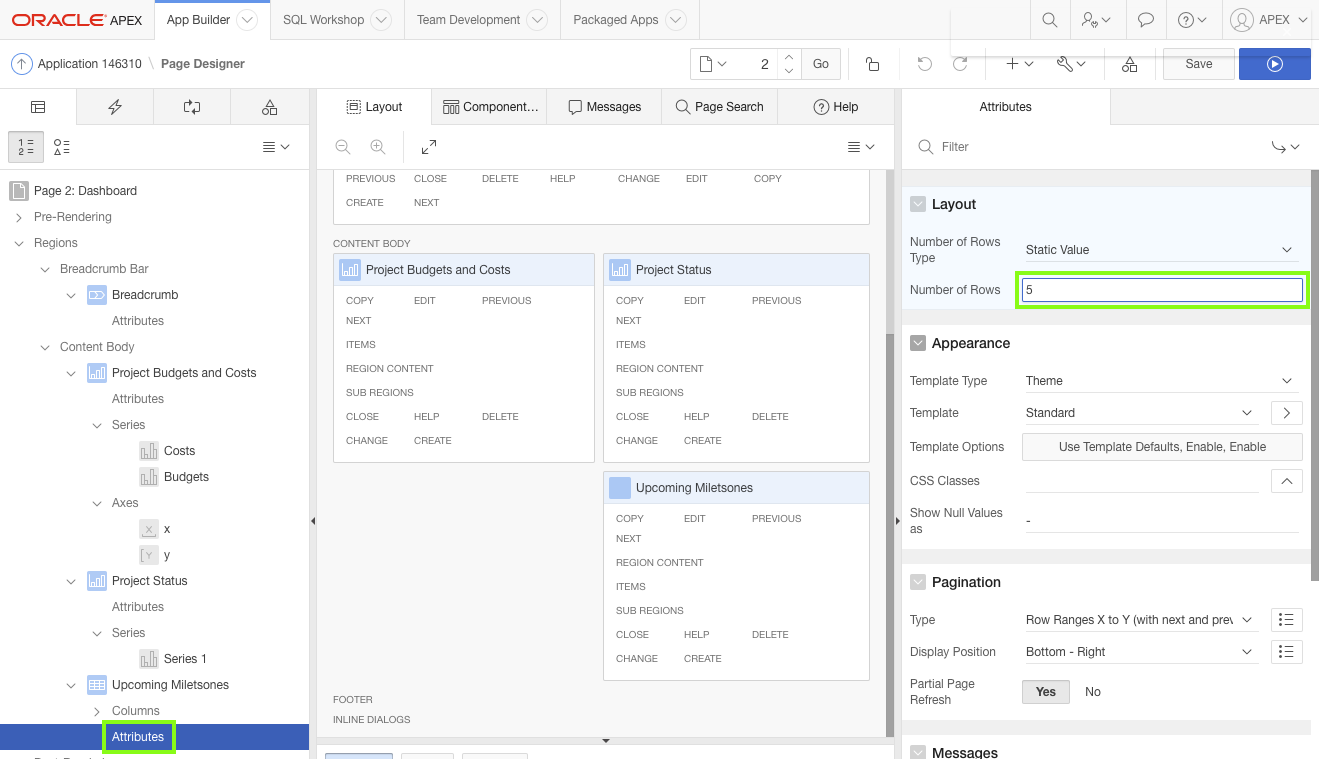 ORACLE APEX App Builder SQL Workshop Team Development Packaged Apps APEX
Application 146310 \ Page Designer 2 Go Save
Layout Component... Messages Page Search Help
Attributes
1 =
2 =
Filter
Page 2: Dashboard
Pre-Rendering
Regions
Breadcrumb Bar
Breadcrumb
Attributes
Content Body
Project Budgets and Costs
Attributes
Series
Costs
Budgets
Axes
x
y
Project Status
Attributes
Series
Series 1
Upcoming Miletsones
Columns
Attributes
PREVIOUS CLOSE DELETE HELP CHANGE EDIT COPY
CREATE NEXT
CONTENT BODY
Project Budgets and Costs
COPY EDIT PREVIOUS
NEXT
ITEMS
REGION CONTENT
SUB REGIONS
CLOSE HELP DELETE
CHANGE CREATE
Project Status
COPY EDIT PREVIOUS
NEXT
ITEMS
REGION CONTENT
SUB REGIONS
CLOSE HELP DELETE
CHANGE CREATE
Upcoming Miletsones
COPY EDIT PREVIOUS
NEXT
REGION CONTENT
ITEMS
SUB REGIONS
CLOSE HELP DELETE
CHANGE CREATE
FOOTER
INLINE DIALOGS
Layout
Number of Rows
Type
Static Value
Number of Rows 5
Appearance
Template Type Theme
Template Standard
Template Options Use Template Defaults, Enable, Enable
CSS Classes
Show Null Values
as
-
Pagination
Type Row Ranges X to Y (with next and prev
Display Position Bottom - Right
Partial Page
Refresh
Yes No
Messages